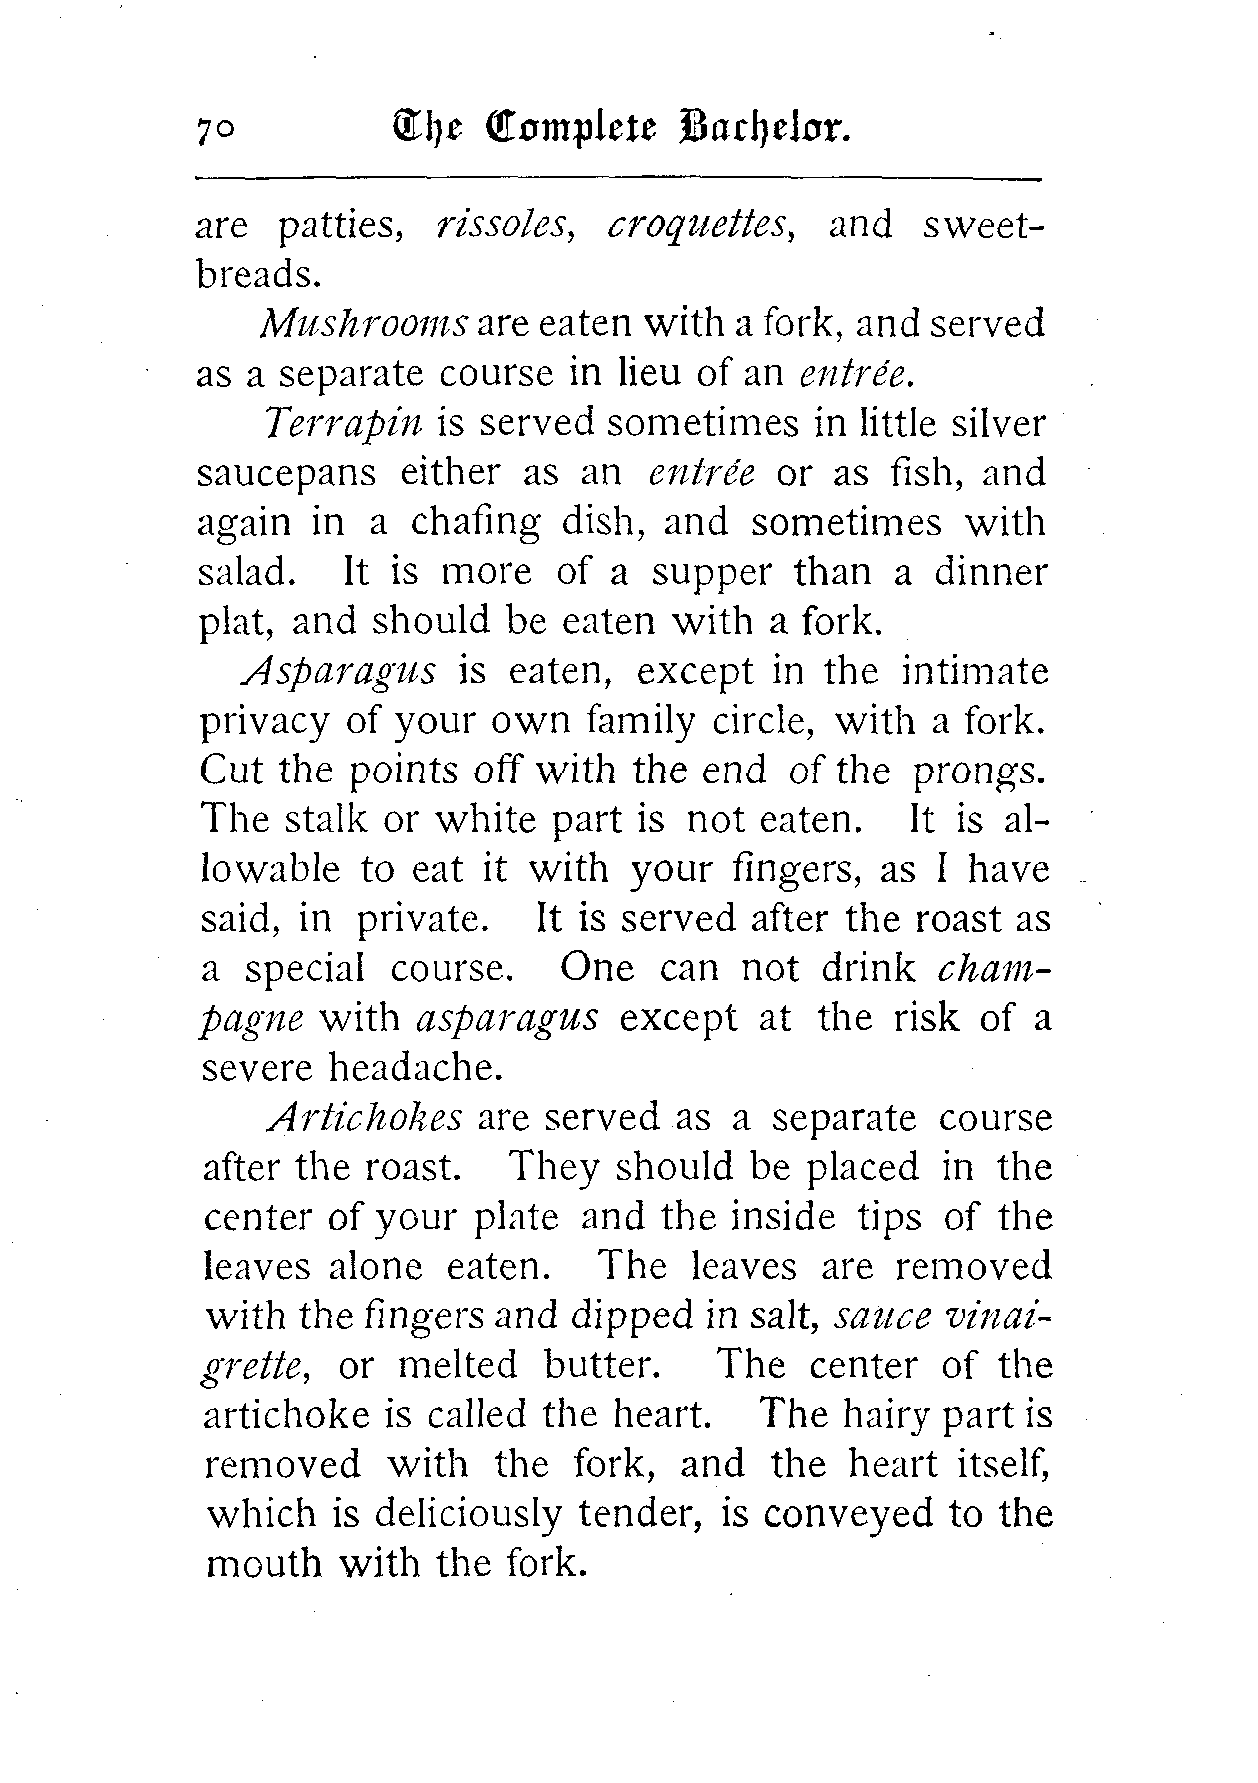 70 The Complete Bachelor.
are patties, rissoles, croquettes, and sweet-
breads.
Mushrooms are eaten with a fork, and served
as a separate course in lieu of an entrée.
Terrapin is served sometimes in little silver
saucepans either as an entrée or as fish, and
again in a chafing dish, and sometimes with
salad. It is more of a supper than a dinner
plat, and should be eaten with a fork.
Asparagus is eaten, except in the intimate
privacy of your own family circle, with a fork.
Cut the points off with the end of the prongs.
The stalk or white part is not eaten. It is al-
lowable to eat it with your fingers, as I have
said, in private. It is served after the roast as
a special course. One can not drink cham-
pagne with asparagus except at the risk of a
severe headache.
Artichokes are served as a separate course
after the roast. They should be placed in the
center of your plate and the inside tips of the
leaves alone eaten. The leaves are removed
with the fingers and dipped in salt, sauce vinai-
grette, or melted butter. The center of the
artichoke is called the heart. The hairy part is
removed with the fork, and the heart itself,
which is deliciously tender, is conveyed to the
mouth with the fork.